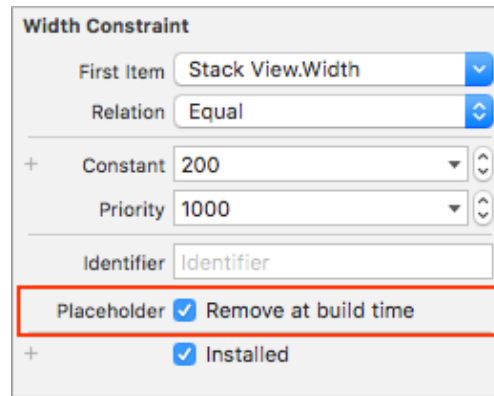 Width Constraint
First Item Stack View.Width
Relation Equal
+ Constant 200
Priority 1000
Identifier Identifier
Placeholder Remove at build time
+ Installed